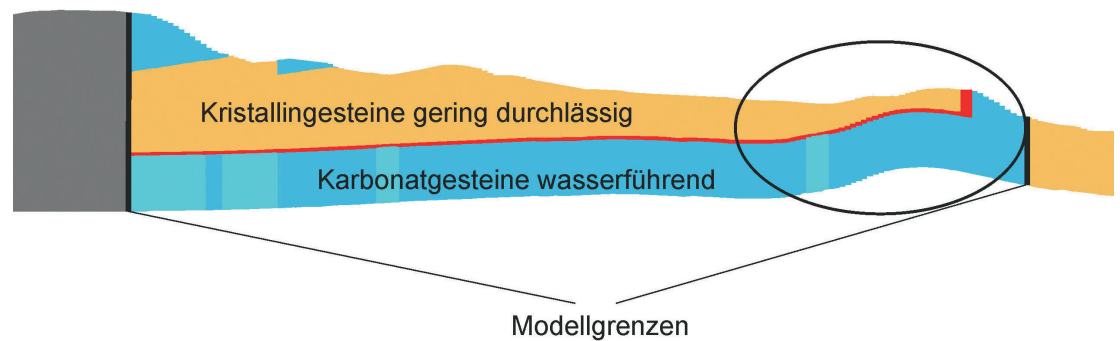 Kristallingesteine gering durchlässig
Karbonatgesteine wasserführend
Modellgrenzen